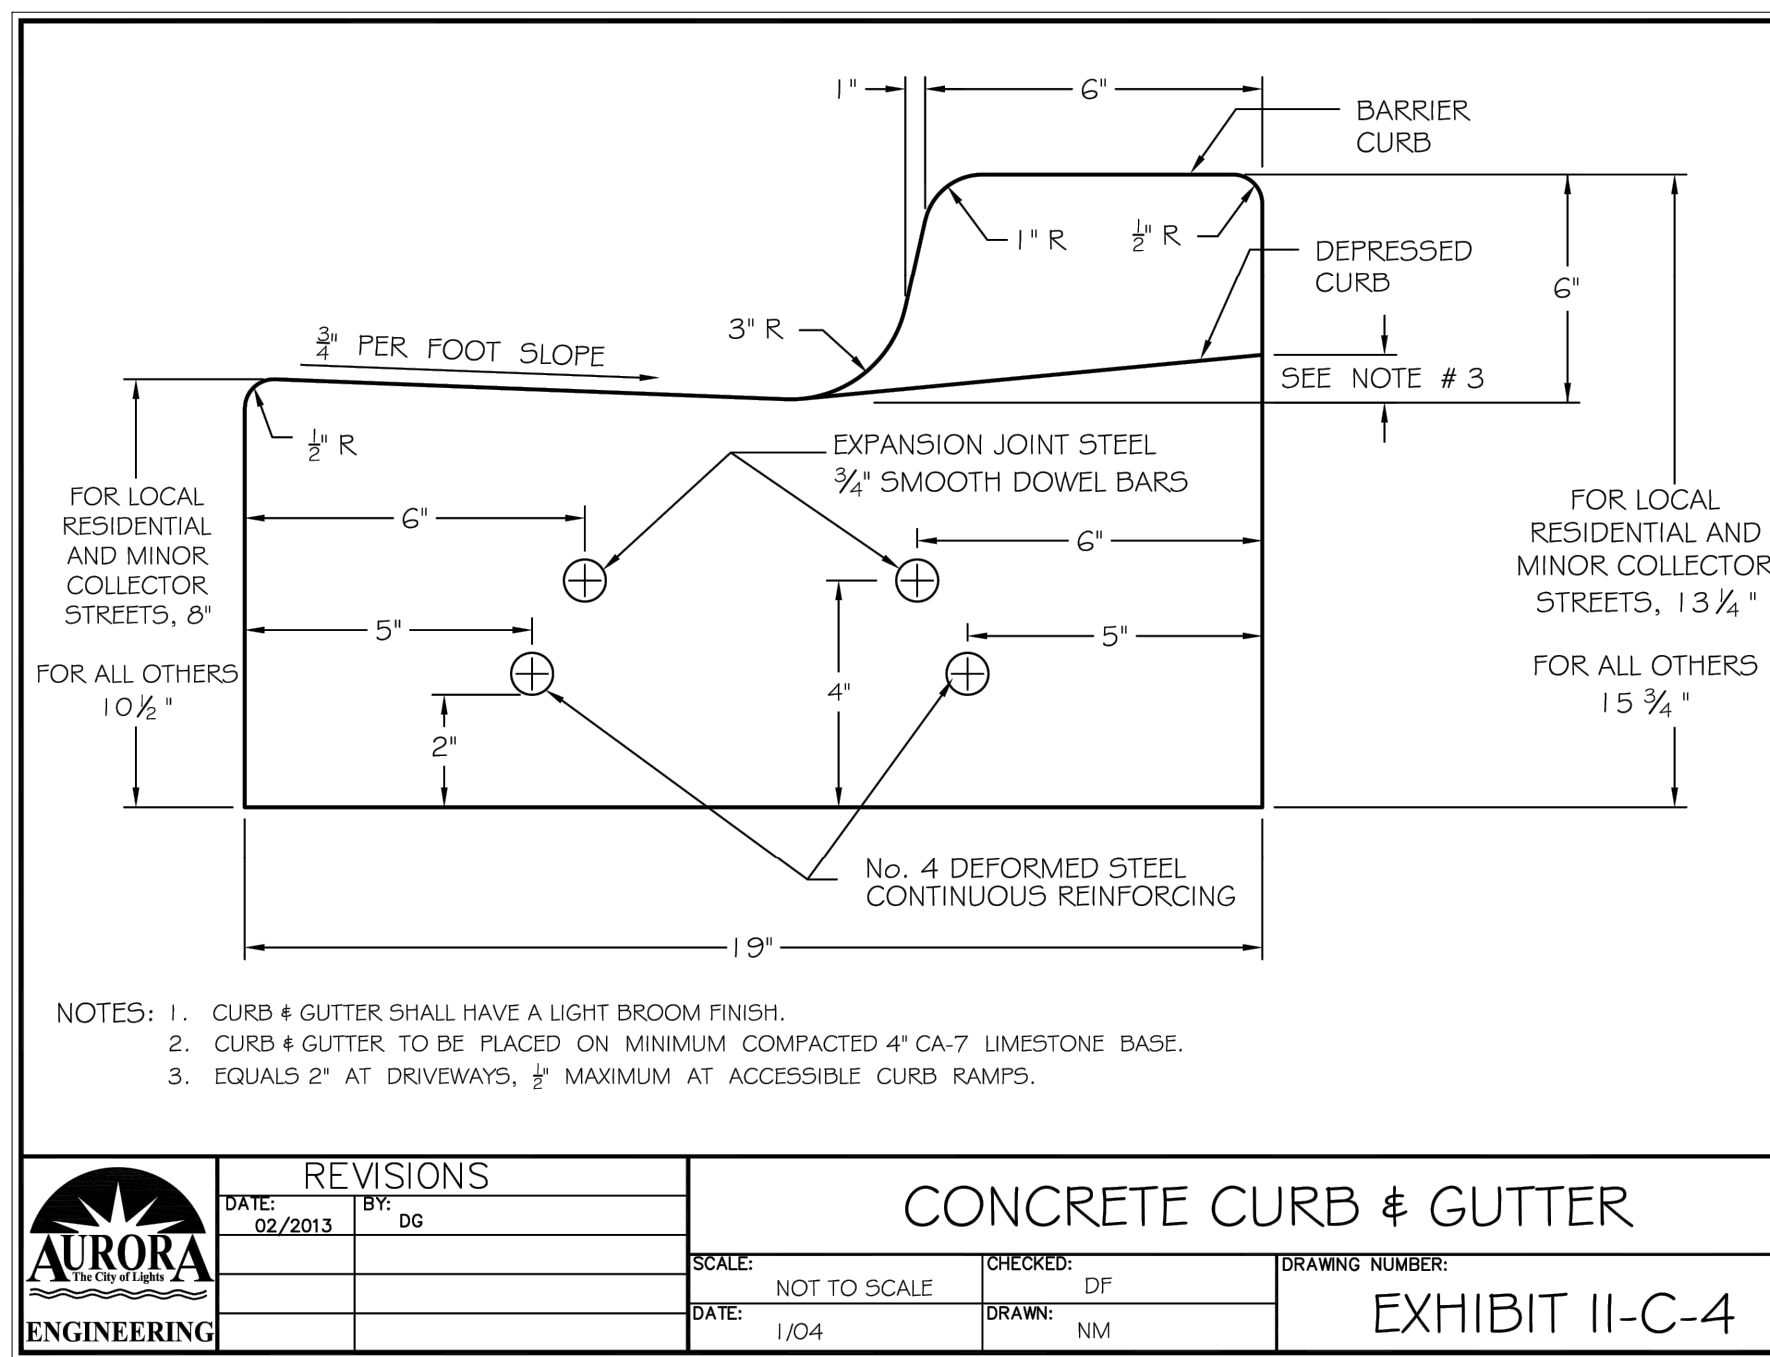 1"
6"
BARRIER
CURB
1" R
1/2" R
DEPRESSED
CURB
6"
3" R
3/4" PER FOOT SLOPE
SEE NOTE # 3
1/2" R
EXPANSION JOINT STEEL
3/4" SMOOTH DOWEL BARS
FOR LOCAL
RESIDENTIAL
AND MINOR
COLLECTOR
STREETS, 8"
FOR ALL OTHERS
10 1/2 "
6"
6"
FOR LOCAL
RESIDENTIAL AND
MINOR COLLECTOR
STREETS, 13 1/4 "
FOR ALL OTHERS
15 3/4 "
5"
5"
4"
2"
No. 4 DEFORMED STEEL
CONTINUOUS REINFORCING
19"
NOTES: 1. CURB & GUTTER SHALL HAVE A LIGHT BROOM FINISH.
2. CURB & GUTTER TO BE PLACED ON MINIMUM COMPACTED 4" CA-7 LIMESTONE BASE.
3. EQUALS 2" AT DRIVEWAYS, 1/2" MAXIMUM AT ACCESSIBLE CURB RAMPS.
AURORA
The City of Lights
ENGINEERING
REVISIONS
DATE: BY:
02/2013 DG
CONCRETE CURB & GUTTER
SCALE:
NOT TO SCALE
CHECKED:
DF
DATE:
1/04
DRAWN:
NM
DRAWING NUMBER:
EXHIBIT II-C-4